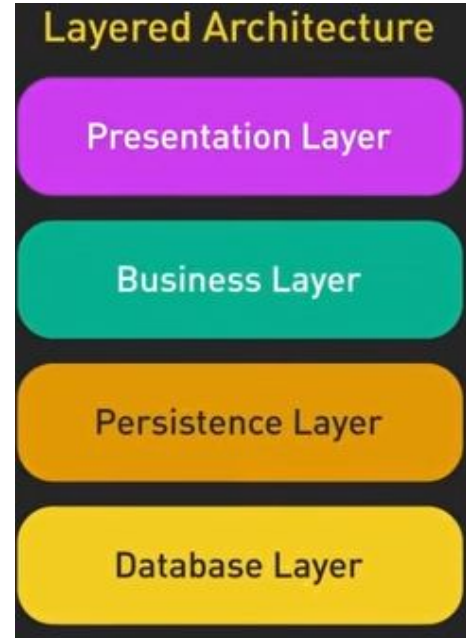 Layered Architecture
Presentation Layer
Business Layer
Persistence Layer
Database Layer